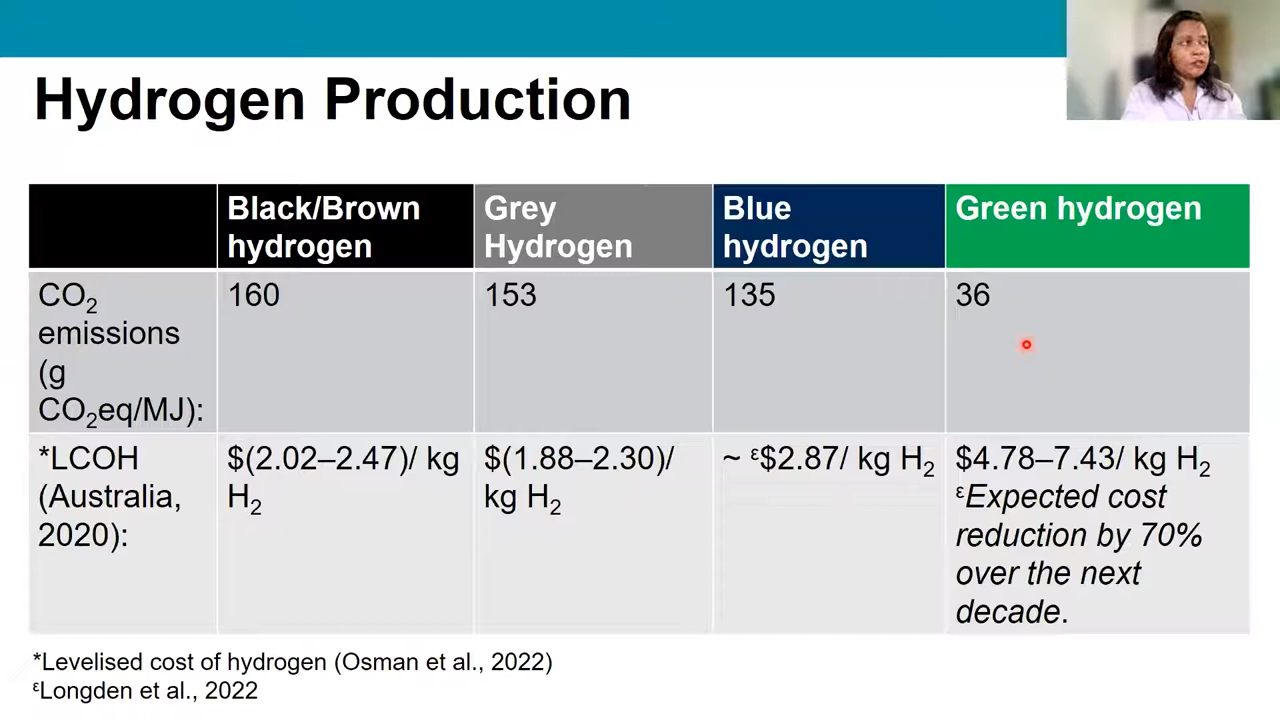 Hydrogen Production
Black/Brown
hydrogen
Grey
Hydrogen
Blue
hydrogen
Green hydrogen
CO₂
emissions
(g
CO₂eq/MJ):
160
153
135
36
*LCOH
(Australia,
2020):
$(2.02–2.47)/ kg
H₂
$(1.88–2.30)/
kg H₂
~ ᵋ$2.87/ kg H₂
$4.78–7.43/ kg H₂
ᵋExpected cost
reduction by 70%
over the next
decade.
*Levelised cost of hydrogen (Osman et al., 2022)
ᵋLongden et al., 2022